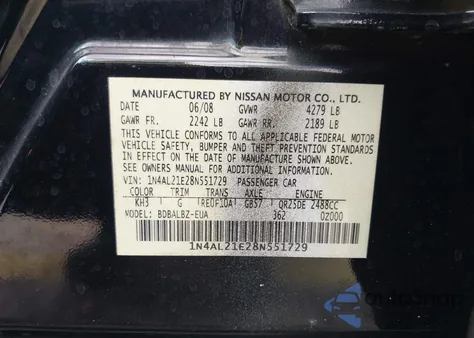 MANUFACTURED BY NISSAN MOTOR CO., LTD.
DATE 06/08 GVWR 4279 LB
GAWR FR. 2242 LB GAWR RR. 2189 LB
THIS VEHICLE CONFORMS TO ALL APPLICABLE FEDERAL MOTOR
VEHICLE SAFETY, BUMPER AND THEFT PREVENTION STANDARDS
IN EFFECT ON THE DATE OF MANUFACTURE SHOWN ABOVE.
SEE OWNERS MANUAL FOR ADDITIONAL INFORMATION.
VIN: 1N4AL21E28N551729 PASSENGER CAR
COLOR TRIM TRANS AXLE ENGINE
KH3 G RE0F10A GB57 QR25DE 2488CC
MODEL: BDBALBZ-EUA 362 0Z000
1N4AL21E28N551729
autoSnap